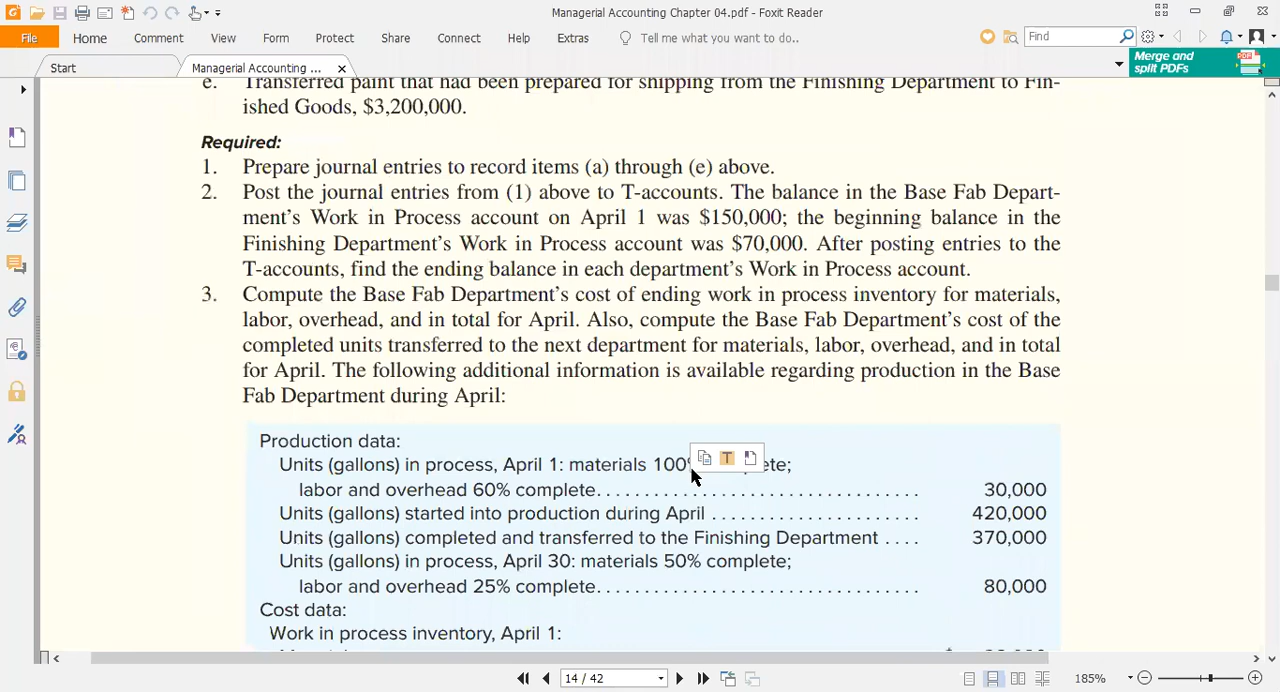 Managerial Accounting Chapter 04.pdf - Foxit Reader
File Home Comment View Form Protect Share Connect Help Extras Tell me what you want to do.. Find
Start Managerial Accounting ... Merge and split PDFs
e. Transferred paint that had been prepared for shipping from the Finishing Department to Fin-
ished Goods, $3,200,000.
Required:
1. Prepare journal entries to record items (a) through (e) above.
2. Post the journal entries from (1) above to T-accounts. The balance in the Base Fab Depart-
ment's Work in Process account on April 1 was $150,000; the beginning balance in the
Finishing Department's Work in Process account was $70,000. After posting entries to the
T-accounts, find the ending balance in each department's Work in Process account.
3. Compute the Base Fab Department's cost of ending work in process inventory for materials,
labor, overhead, and in total for April. Also, compute the Base Fab Department's cost of the
completed units transferred to the next department for materials, labor, overhead, and in total
for April. The following additional information is available regarding production in the Base
Fab Department during April:
Production data:
Units (gallons) in process, April 1: materials 100
labor and overhead 60% complete. . . . . . . . . . . . . . . . . . . . . . . . . . . . . . . 30,000
Units (gallons) started into production during April . . . . . . . . . . . . . . . . . . . . 420,000
Units (gallons) completed and transferred to the Finishing Department . . . . 370,000
Units (gallons) in process, April 30: materials 50% complete;
labor and overhead 25% complete. . . . . . . . . . . . . . . . . . . . . . . . . . . . . . . 80,000
Cost data:
Work in process inventory, April 1:
14 / 42 185%